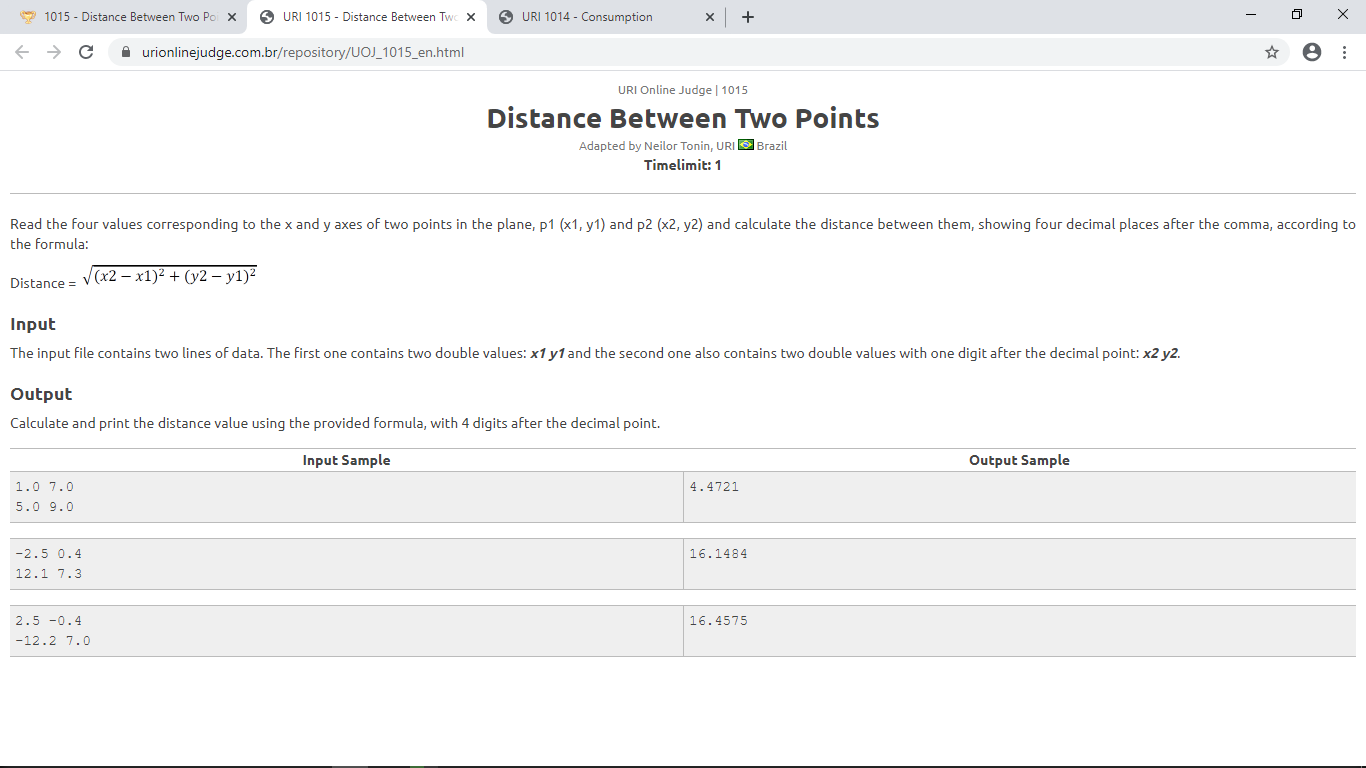 1015 - Distance Between Two Po
URI 1015 - Distance Between Two
URI 1014 - Consumption
urionlinejudge.com.br/repository/UOJ_1015_en.html
URI Online Judge | 1015
Distance Between Two Points
Adapted by Neilor Tonin, URI Brazil
Timelimit: 1
Read the four values corresponding to the x and y axes of two points in the plane, p1 (x1, y1) and p2 (x2, y2) and calculate the distance between them, showing four decimal places after the comma, according to
the formula:
Distance = √(x2 − x1)² + (y2 − y1)²
Input
The input file contains two lines of data. The first one contains two double values: x1 y1 and the second one also contains two double values with one digit after the decimal point: x2 y2.
Output
Calculate and print the distance value using the provided formula, with 4 digits after the decimal point.
Input Sample Output Sample
1.0 7.0 4.4721
5.0 9.0
-2.5 0.4 16.1484
12.1 7.3
2.5 -0.4 16.4575
-12.2 7.0